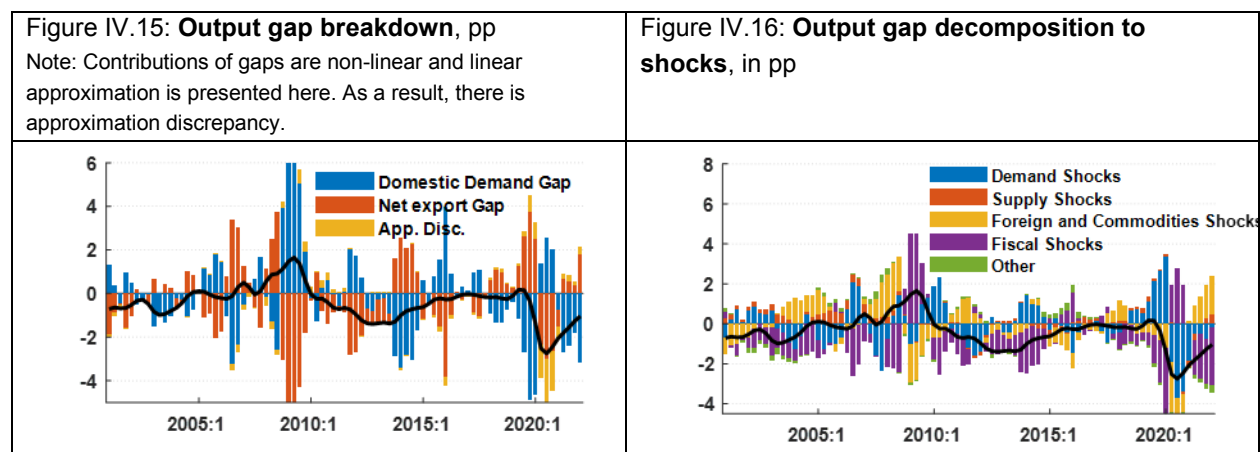 Figure IV.15: Output gap breakdown, pp
Note: Contributions of gaps are non-linear and linear
approximation is presented here. As a result, there is
approximation discrepancy.
Figure IV.16: Output gap decomposition to
shocks, in pp
6
4
2
0
-2
-4
Domestic Demand Gap
Net export Gap
App. Disc.
2005:1 2010:1 2015:1 2020:1
8
6
4
2
0
-2
-4
Demand Shocks
Supply Shocks
Foreign and Commodities Shocks
Fiscal Shocks
Other
2005:1 2010:1 2015:1 2020:1